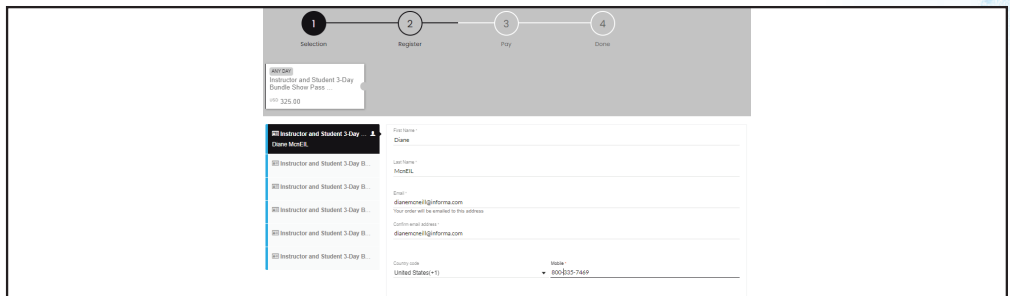 1
2
3
4
Selection
Register
Pay
Done
ANY DAY
Instructor and Student 3-Day
Bundle Show Pass ...
USD 325.00
Instructor and Student 3-Day ...
Diane McnEIL
Instructor and Student 3-Day B...
Instructor and Student 3-Day B...
Instructor and Student 3-Day B...
Instructor and Student 3-Day B...
Instructor and Student 3-Day B...
First Name *
Diane
Last Name *
McnEIL
Email *
dianemcneill@informa.com
Your order will be emailed to this address
Confirm email address *
dianemcneill@informa.com
Country code
United States(+1)
Mobile *
800-335-7469